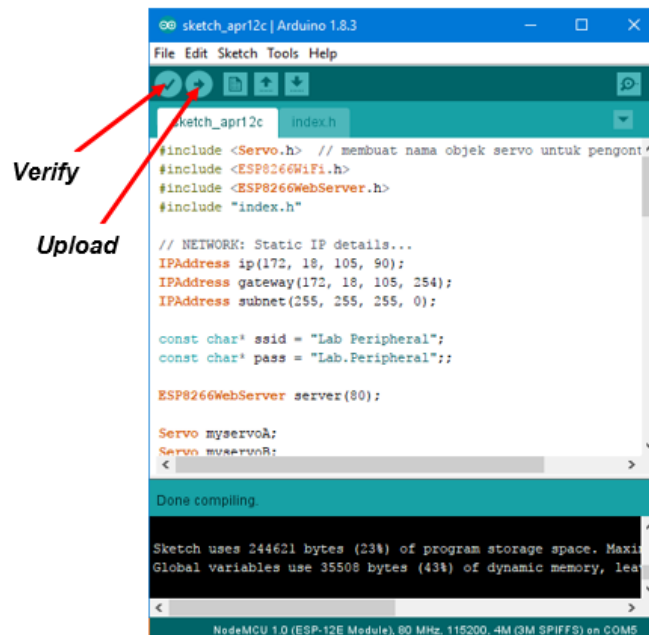 sketch_apr12c | Arduino 1.8.3
File Edit Sketch Tools Help
sketch_apr12c index.h
Verify
Upload
#include <Servo.h> // membuat nama objek servo untuk pengont
#include <ESP8266WiFi.h>
#include <ESP8266WebServer.h>
#include "index.h"
// NETWORK: Static IP details...
IPAddress ip(172, 18, 105, 90);
IPAddress gateway(172, 18, 105, 254);
IPAddress subnet(255, 255, 255, 0);
const char* ssid = "Lab Peripheral";
const char* pass = "Lab.Peripheral";;
ESP8266WebServer server(80);
Servo myservoA;
Servo myservoB;
Done compiling.
Sketch uses 244621 bytes (23%) of program storage space. Maxi
Global variables use 35508 bytes (43%) of dynamic memory, lea
NodeMCU 1.0 (ESP-12E Module), 80 MHz, 115200, 4M (3M SPIFFS) on COM5